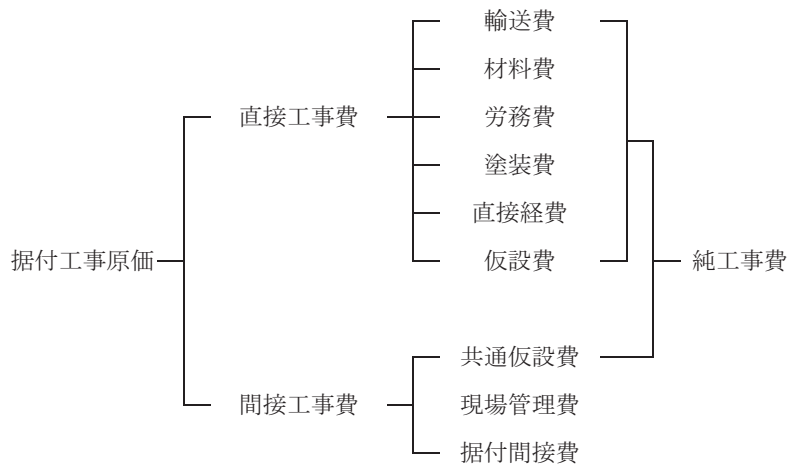 輸送費
材料費
直接工事費
労務費
塗装費
直接経費
据付工事原価
仮設費
純工事費
共通仮設費
間接工事費
現場管理費
据付間接費